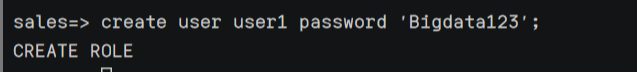 sales=> create user user1 password 'Bigdata123';
CREATE ROLE